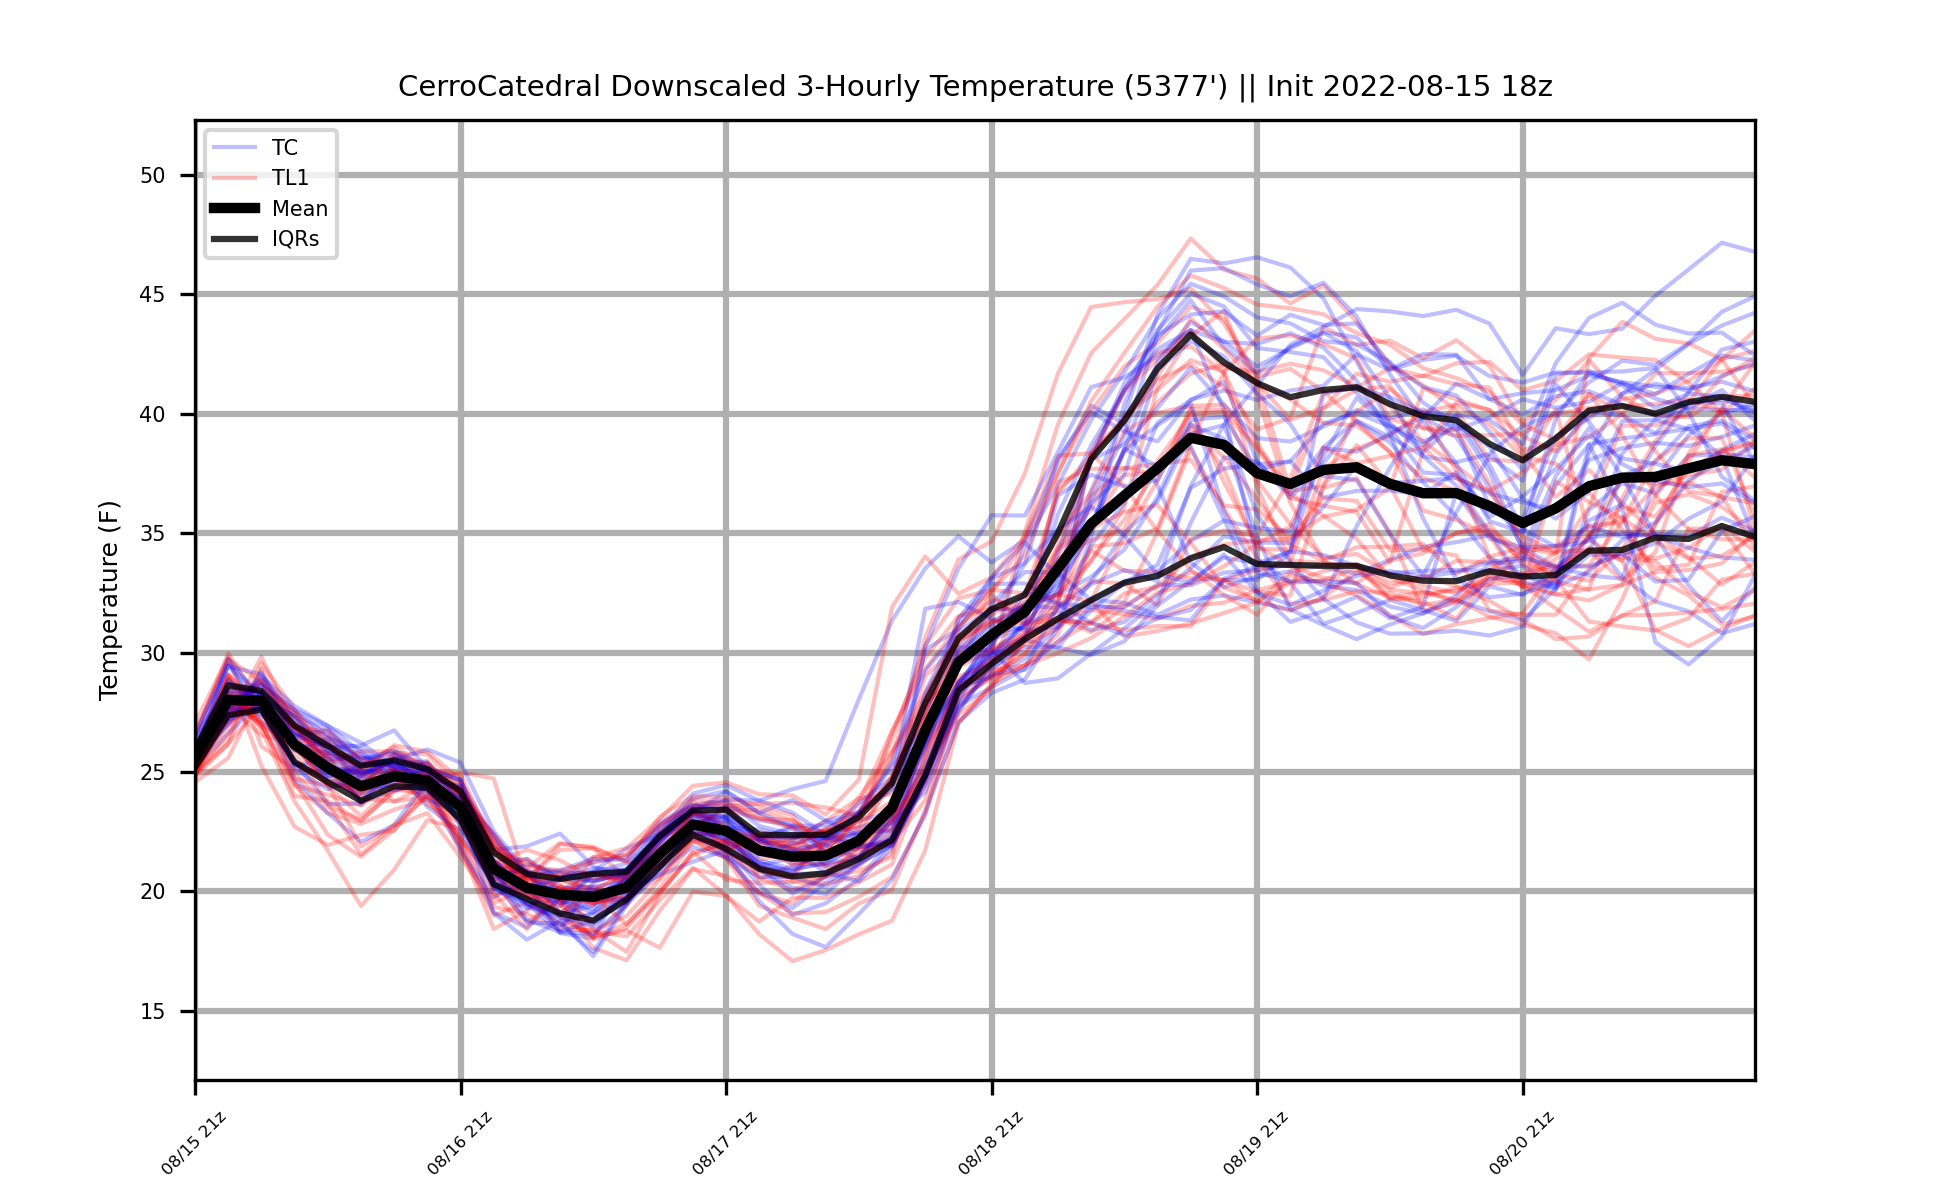 CerroCatedral Downscaled 3-Hourly Temperature (5377') || Init 2022-08-15 18z
TC
TL1
Mean
IQRs
Temperature (F)
50
45
40
35
30
25
20
15
08/15 21z
08/16 21z
08/17 21z
08/18 21z
08/19 21z
08/20 21z